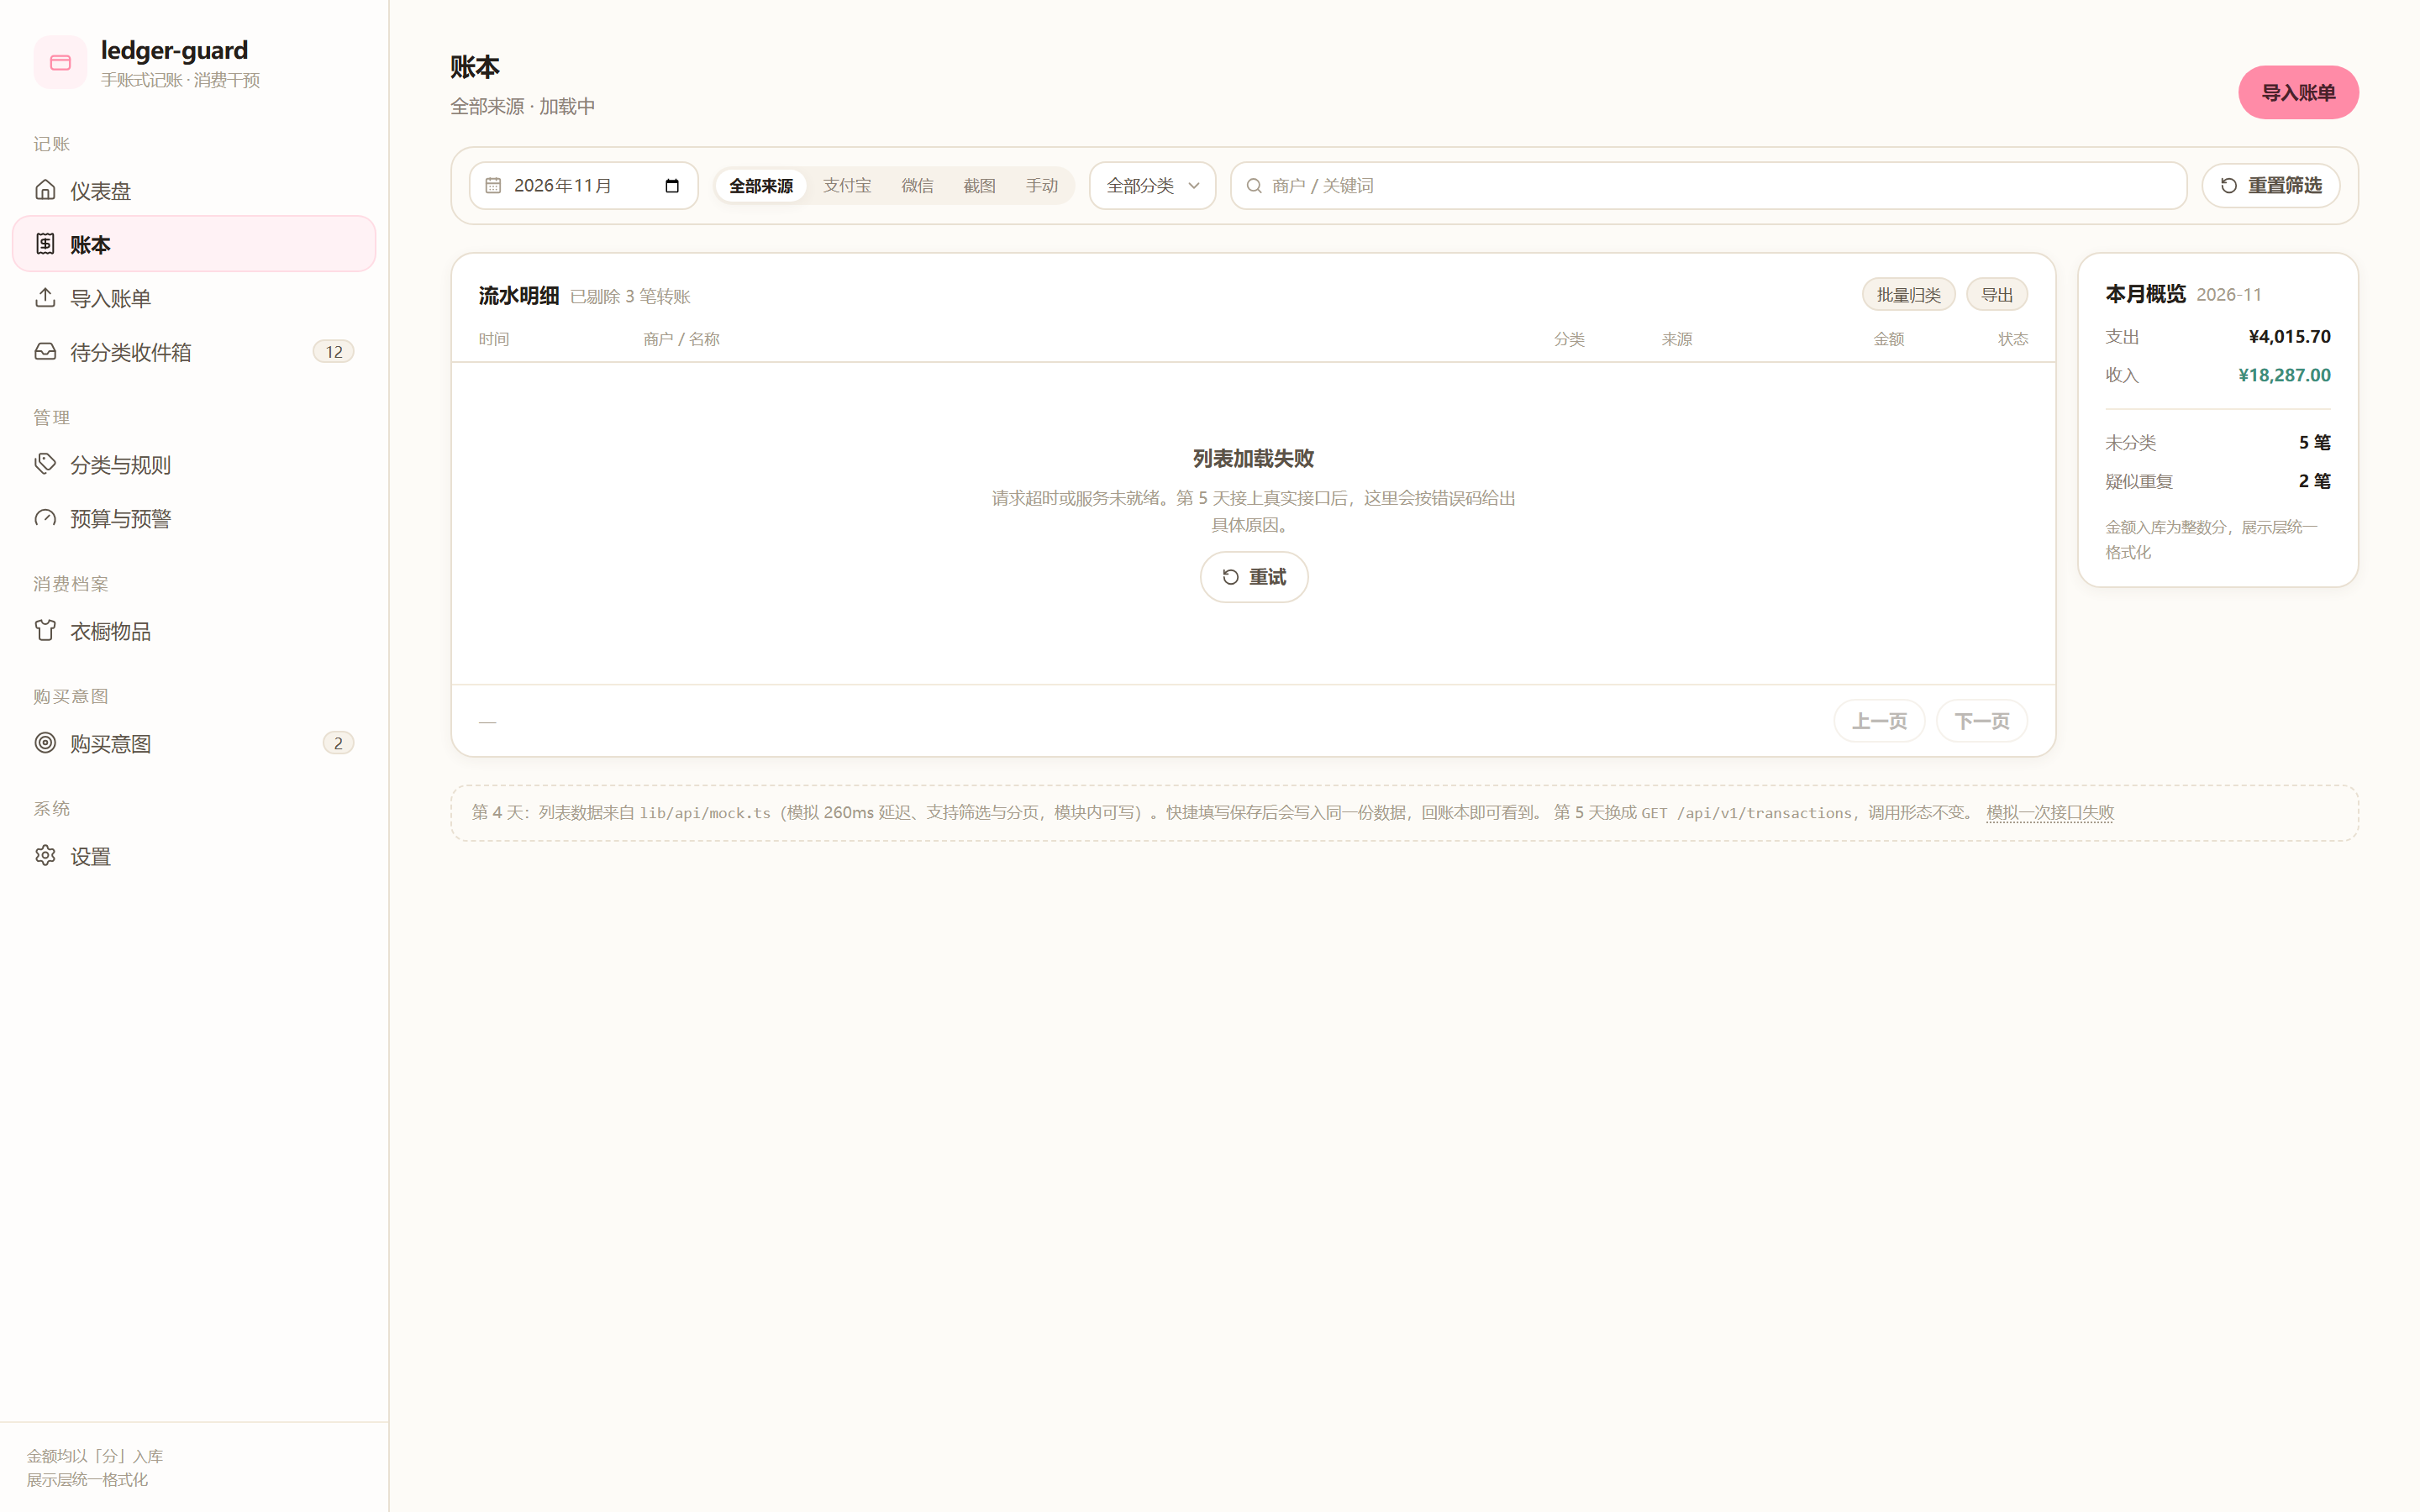 ledger-guard
手账式记账 · 消费干预
记账
仪表盘
账本
导入账单
待分类收件箱 12
管理
分类与规则
预算与预警
消费档案
衣橱物品
购买意图
购买意图 2
系统
设置
金额均以「分」入库
展示层统一格式化
账本
全部来源 · 加载中
导入账单
2026年11月 全部来源 支付宝 微信 截图 手动 全部分类 商户 / 关键词 重置筛选
流水明细 已剔除 3 笔转账 批量归类 导出
时间 商户 / 名称 分类 来源 金额 状态
列表加载失败
请求超时或服务未就绪。第 5 天接上真实接口后，这里会按错误码给出
具体原因。
重试
— 上一页 下一页
本月概览 2026-11
支出 ¥4,015.70
收入 ¥18,287.00
未分类 5 笔
疑似重复 2 笔
金额入库为整数分，展示层统一
格式化
第 4 天：列表数据来自 lib/api/mock.ts（模拟 260ms 延迟、支持筛选与分页，模块内可写）。快捷填写保存后会写入同一份数据，回账本即可看到。 第 5 天换成 GET /api/v1/transactions，调用形态不变。 模拟一次接口失败